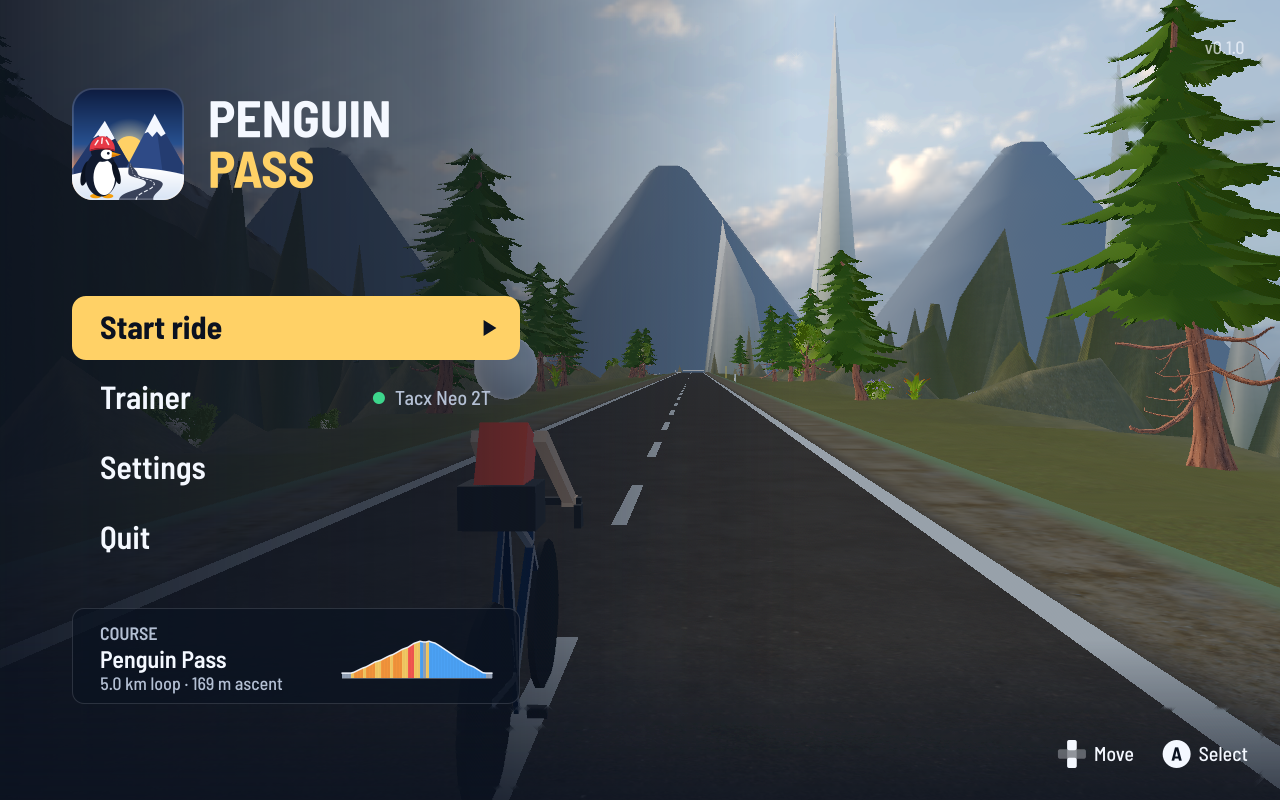 v0.1.0
PENGUIN
PASS
Start ride
Trainer
Tacx Neo 2T
Settings
Quit
COURSE
Penguin Pass
5.0 km loop · 169 m ascent
Move
A
Select